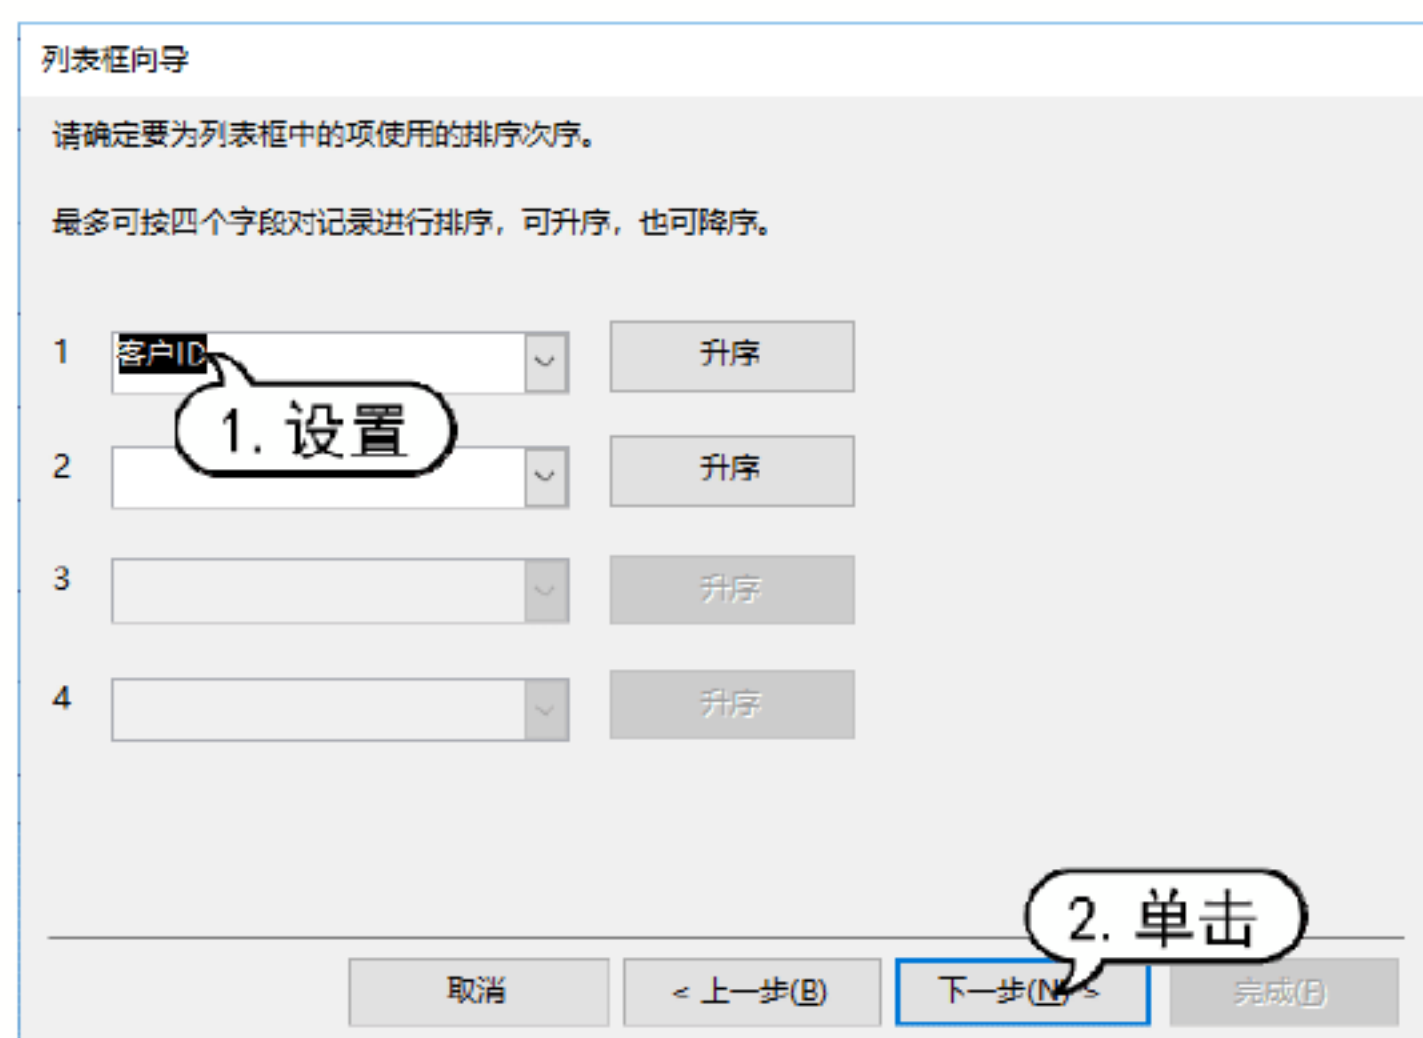 列表框向导
请确定要为列表框中的项使用的排序次序。
最多可按四个字段对记录进行排序，可升序，也可降序。
1 客户ID 升序
1. 设置
2 升序
3 升序
4 升序
2. 单击
取消 < 上一步(B) 下一步(N) > 完成(F)